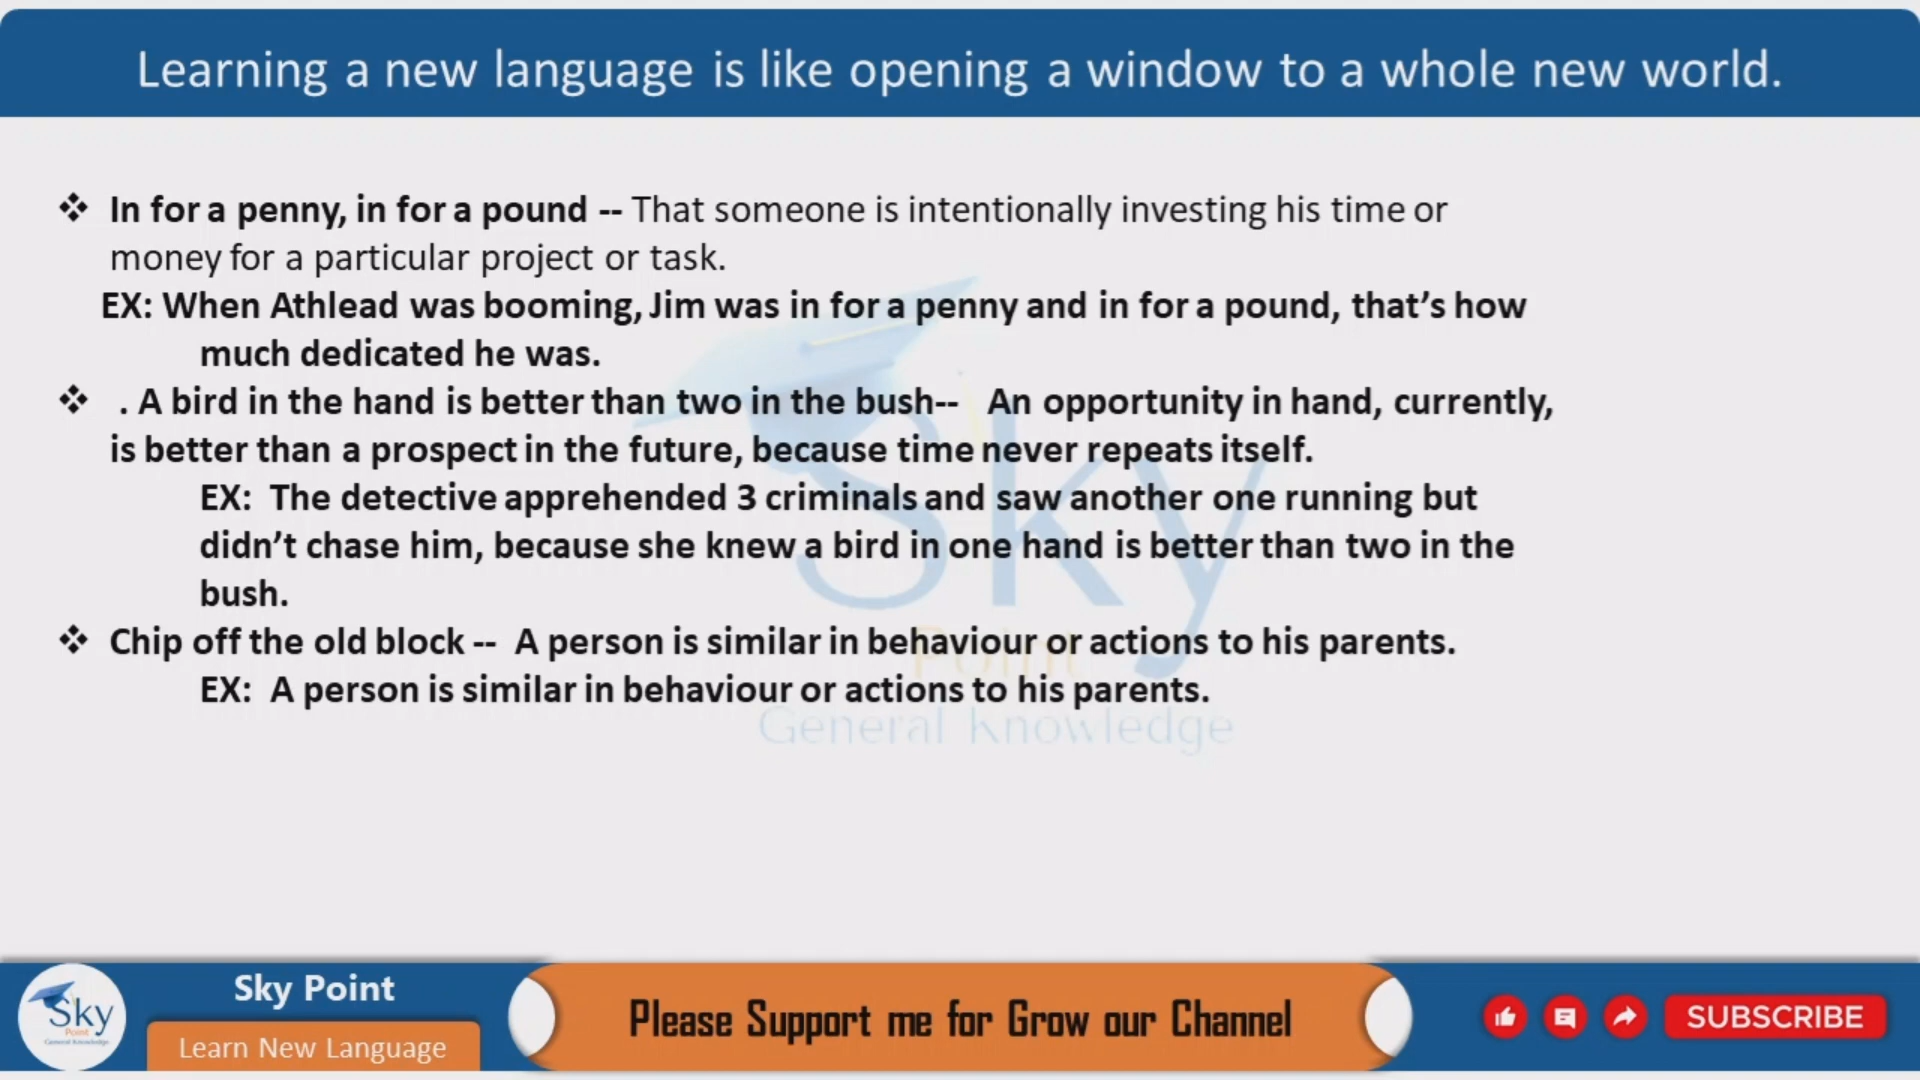 Learning a new language is like opening a window to a whole new world.
❖ In for a penny, in for a pound -- That someone is intentionally investing his time or
money for a particular project or task.
EX: When Athlead was booming, Jim was in for a penny and in for a pound, that’s how
much dedicated he was.
❖ . A bird in the hand is better than two in the bush-- An opportunity in hand, currently,
is better than a prospect in the future, because time never repeats itself.
EX: The detective apprehended 3 criminals and saw another one running but
didn’t chase him, because she knew a bird in one hand is better than two in the
bush.
❖ Chip off the old block -- A person is similar in behaviour or actions to his parents.
EX: A person is similar in behaviour or actions to his parents.
Sky
Point
General Knowledge
Sky
Point
General Knowledge
Sky Point
Learn New Language
Please Support me for Grow our Channel
SUBSCRIBE